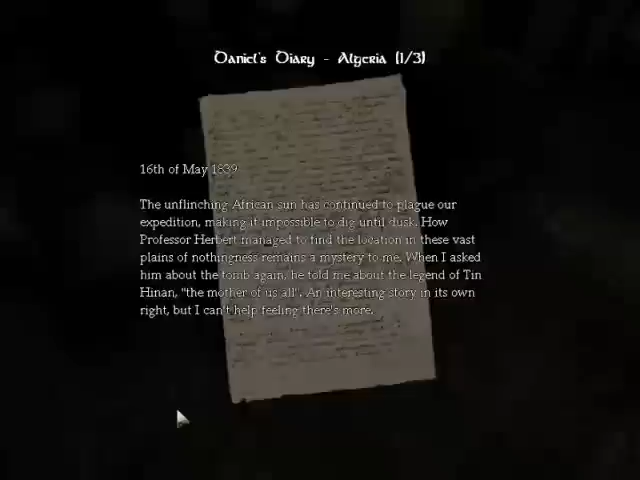 Daniel's Diary - Algeria (1/3)
16th of May 1839
The unflinching African sun has continued to plague our
expedition, making it impossible to dig until dusk. How
Professor Herbert managed to find the location in these vast
plains of nothingness remains a mystery to me. When I asked
him about the tomb again, he told me about the legend of Tin
Hinan, "the mother of us all". An interesting story in its own
right, but I can't help feeling there's more.